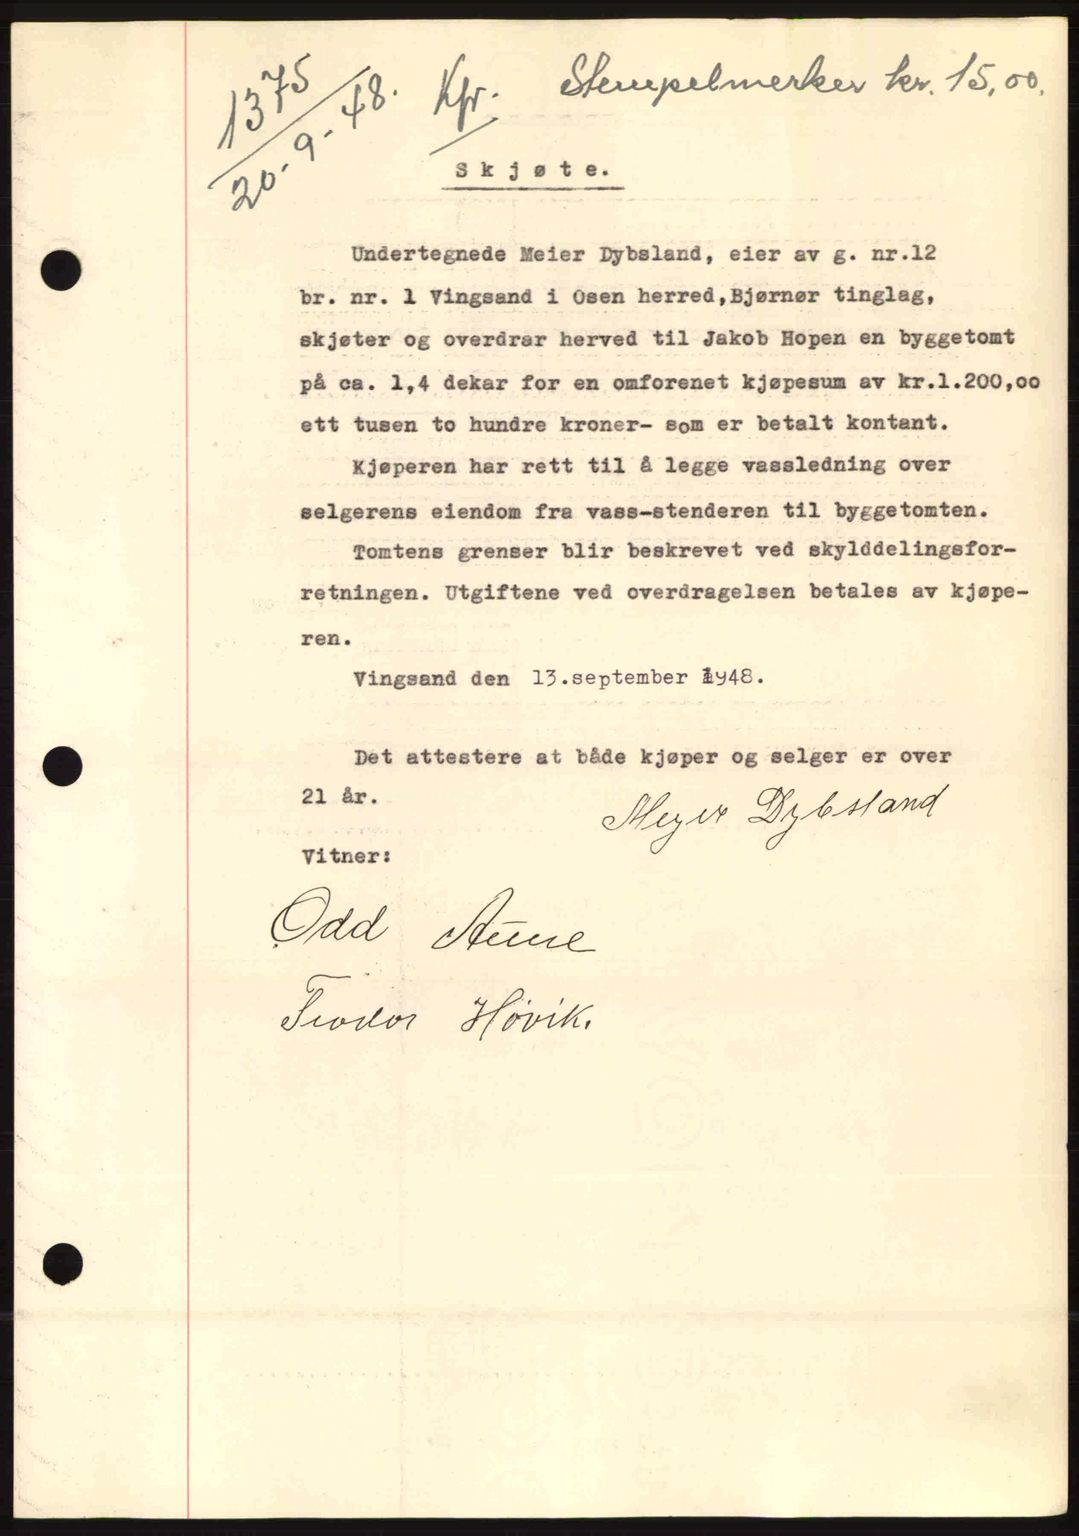 1375
20-9-48.
Kfr.
Stempelmerker kr. 15,00.
Skjøte.
Undertegnede Meier Dybsland, eier av g. nr.12
br. nr. 1 Vingsand i Osen herred,Bjørnør tinglag,
skjøter og overdrar herved til Jakob Hopen en byggetomt
på ca. 1,4 dekar for en omforenet kjøpesum av kr.1.200,00
ett tusen to hundre kroner- som er betalt kontant.
Kjøperen har rett til å legge vassledning over
selgerens eiendom fra vass-stenderen til byggetomten.
Tomtens grenser blir beskrevet ved skylddelingsfor-
retningen. Utgiftene ved overdragelsen betales av kjøpe-
ren.
Vingsand den 13.september 1948.
Det attestere at både kjøper og selger er over
21 år.
Meyer Dybsland
Vitner:
Odd Aune
Teodor Høvik.